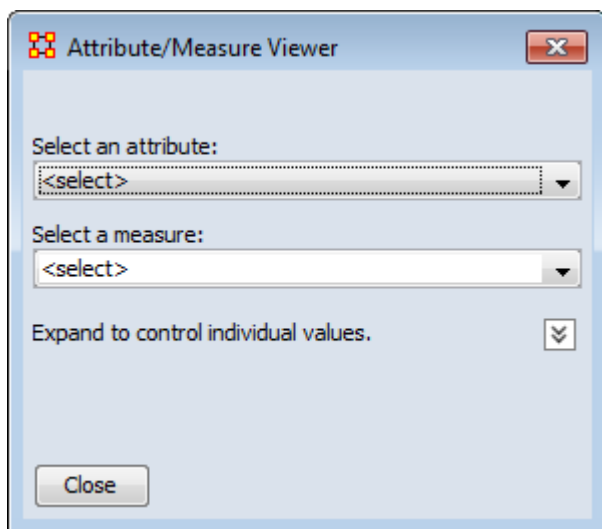 Attribute/Measure Viewer
Select an attribute:
<select>
Select a measure:
<select>
Expand to control individual values.
Close